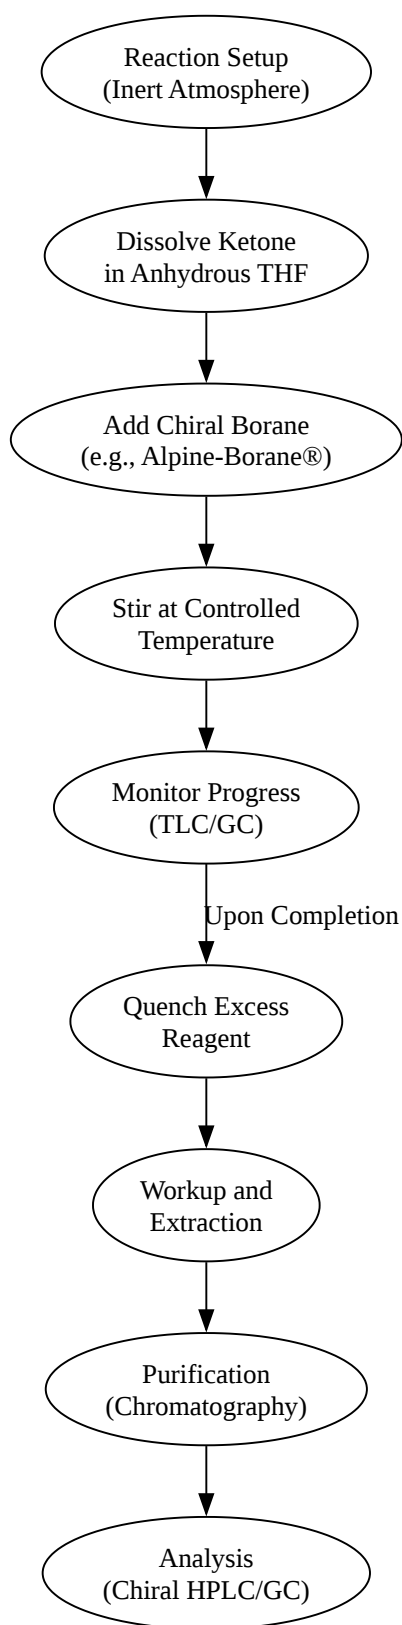 Reaction Setup
(Inert Atmosphere)
Dissolve Ketone
in Anhydrous THF
Add Chiral Borane
(e.g., Alpine-Borane®)
Stir at Controlled
Temperature
Monitor Progress
(TLC/GC)
Upon Completion
Quench Excess
Reagent
Workup and
Extraction
Purification
(Chromatography)
Analysis
(Chiral HPLC/GC)